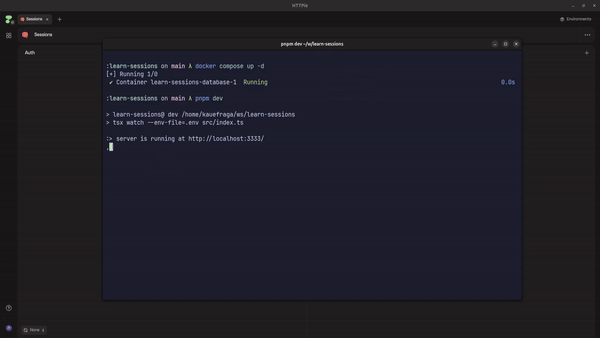 HTTPie
Sessions
Environments
Sessions
Auth
pnpm dev ~/w/learn-sessions
:learn-sessions on main λ docker compose up -d
[+] Running 1/0
✔ Container learn-sessions-database-1 Running 0.0s
:learn-sessions on main λ pnpm dev
> learn-sessions@ dev /home/kauefraga/ws/learn-sessions
> tsx watch --env-file=.env src/index.ts
:> server is running at http://localhost:3333/
None